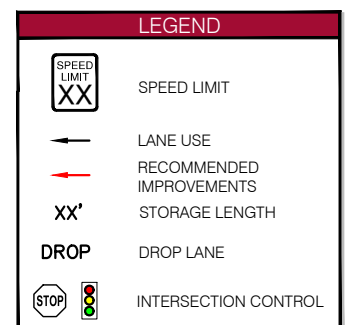 LEGEND
SPEED
LIMIT
XX
SPEED LIMIT
LANE USE
RECOMMENDED
IMPROVEMENTS
XX' STORAGE LENGTH
DROP DROP LANE
STOP INTERSECTION CONTROL